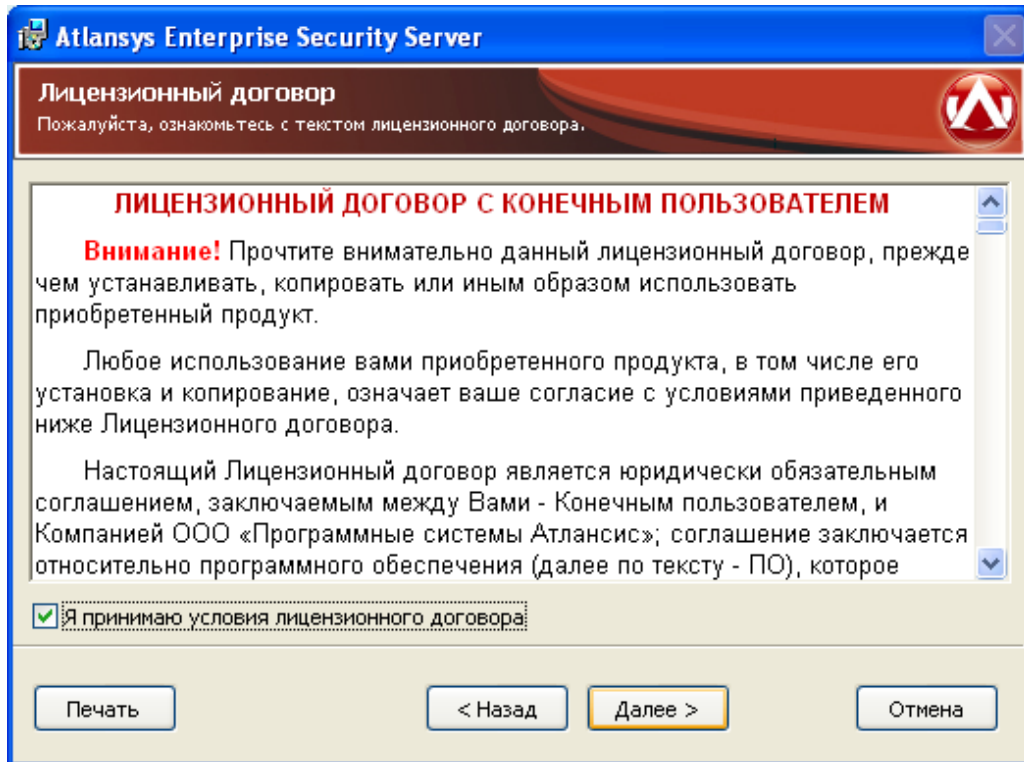 Atlansys Enterprise Security Server
Лицензионный договор
Пожалуйста, ознакомьтесь с текстом лицензионного договора.
ЛИЦЕНЗИОННЫЙ ДОГОВОР С КОНЕЧНЫМ ПОЛЬЗОВАТЕЛЕМ
Внимание! Прочтите внимательно данный лицензионный договор, прежде
чем устанавливать, копировать или иным образом использовать
приобретенный продукт.
Любое использование вами приобретенного продукта, в том числе его
установка и копирование, означает ваше согласие с условиями приведенного
ниже Лицензионного договора.
Настоящий Лицензионный договор является юридически обязательным
соглашением, заключаемым между Вами - Конечным пользователем, и
Компанией ООО «Программные системы Атлансис»; соглашение заключается
относительно программного обеспечения (далее по тексту - ПО), которое
Я принимаю условия лицензионного договора
Печать
< Назад
Далее >
Отмена